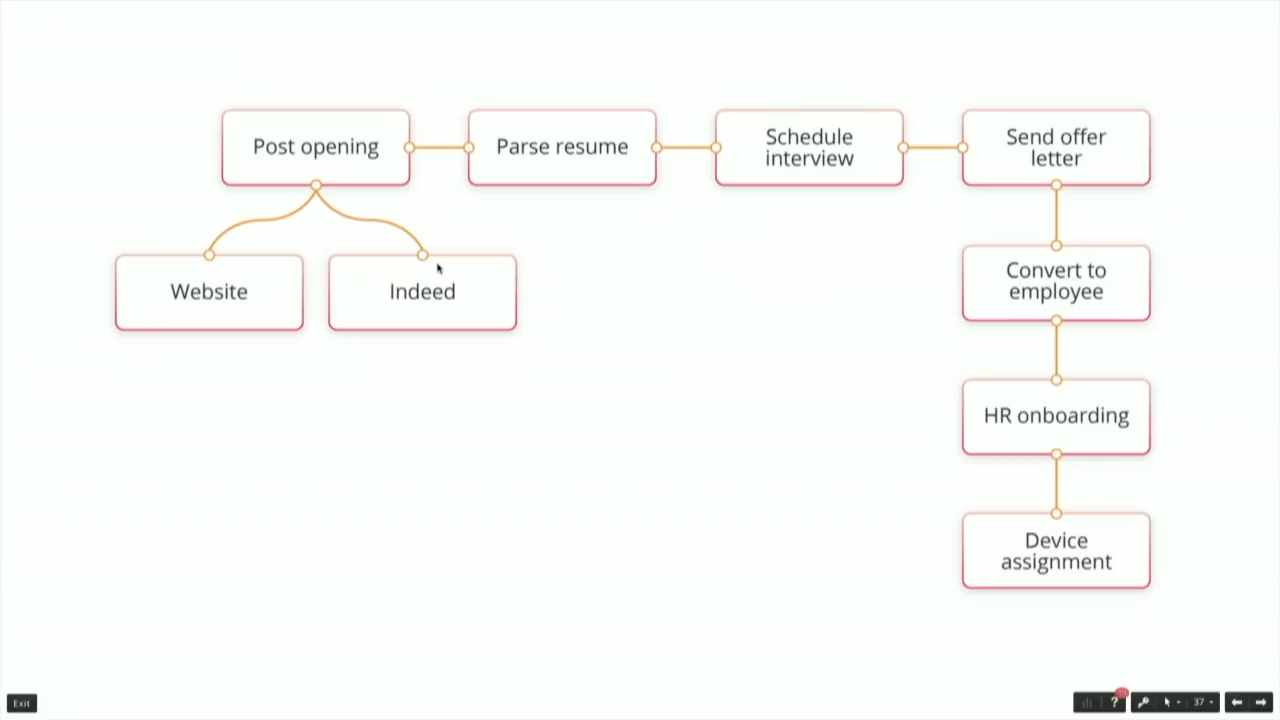 Post opening
Parse resume
Schedule
interview
Send offer
letter
Website
Indeed
Convert to
employee
HR onboarding
Device
assignment
Exit
?
37